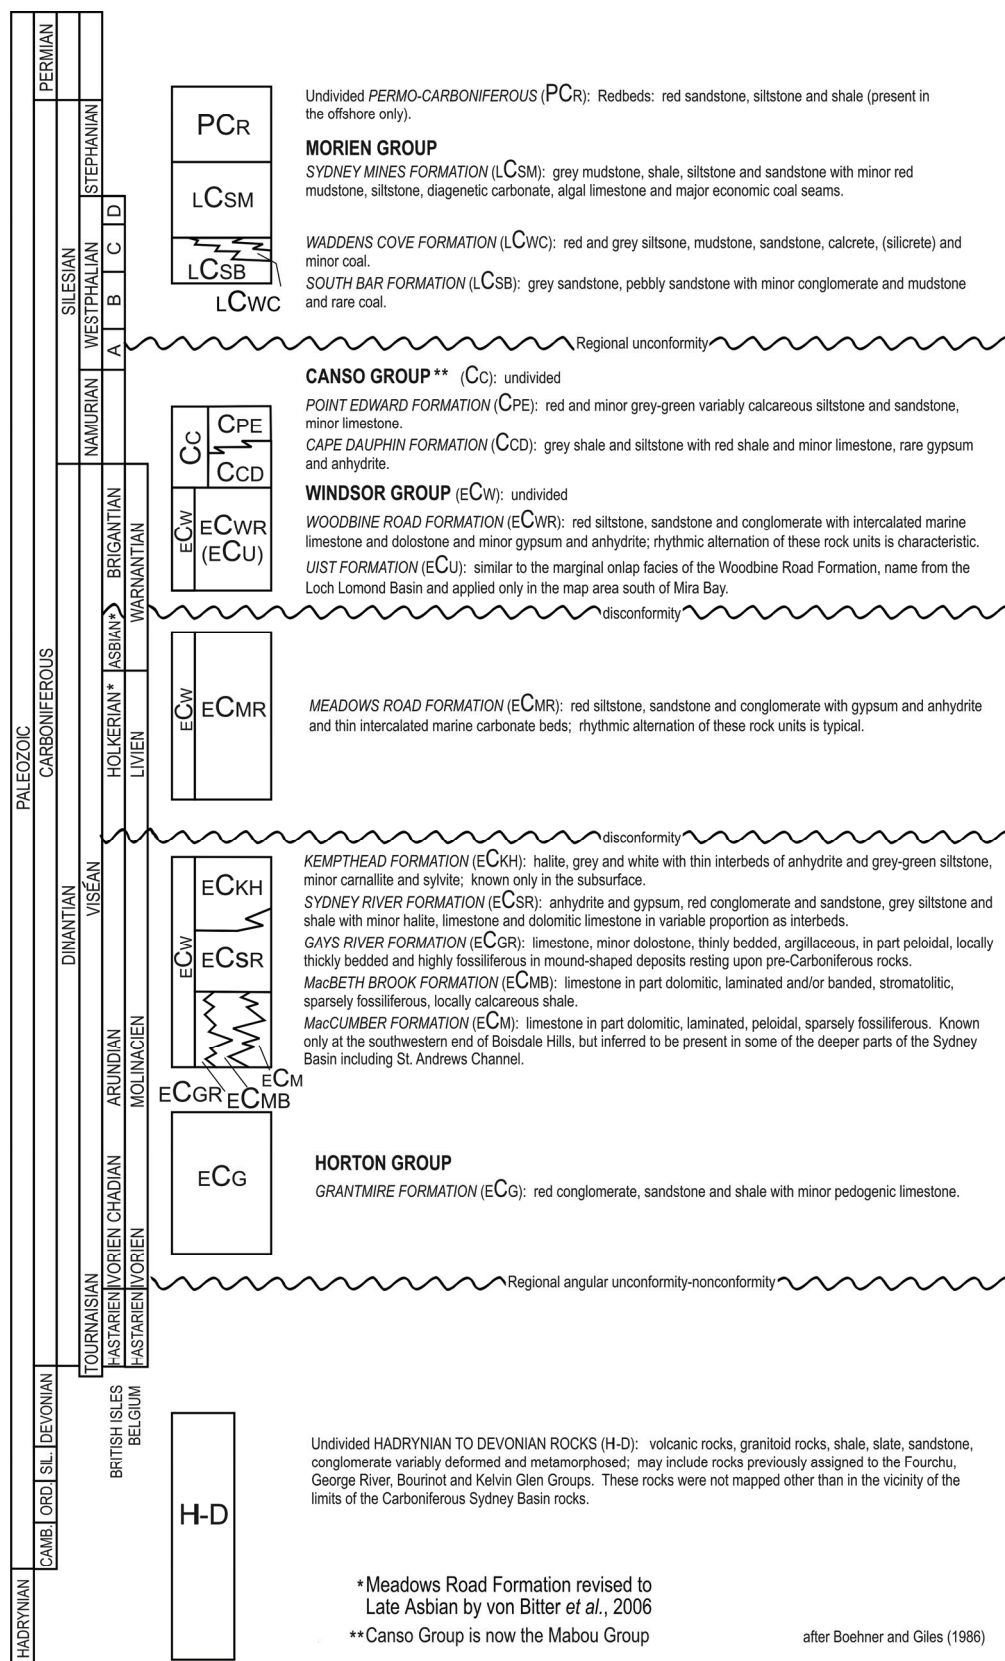 PERMIAN
STEPHANIAN
WESTPHALIAN
D
C
B
A
SILESIAN
NAMURIAN
BRIGANTIAN
WARNANTIAN
ASBIAN*
HOLKERIAN*
LIVIEN
CARBONIFEROUS
PALEOZOIC
DINANTIAN
VISÉAN
ARUNDIAN
MOLINACIEN
CHADIAN
IVORIEN
IVORIEN
TOURNAISIAN
HASTARIEN
HASTARIEN
BRITISH ISLES
BELGIUM
DEVONIAN
SIL.
ORD.
CAMB.
HADRYNIAN
PCR
Undivided PERMO-CARBONIFEROUS (PCR): Redbeds: red sandstone, siltstone and shale (present in
the offshore only).
MORIEN GROUP
LCSM
SYDNEY MINES FORMATION (LCSM): grey mudstone, shale, siltstone and sandstone with minor red
mudstone, siltstone, diagenetic carbonate, algal limestone and major economic coal seams.
WADDENS COVE FORMATION (LCWC): red and grey siltsone, mudstone, sandstone, calcrete, (silicrete) and
minor coal.
LCSB
SOUTH BAR FORMATION (LCSB): grey sandstone, pebbly sandstone with minor conglomerate and mudstone
and rare coal.
LCWC
Regional unconformity
CANSO GROUP** (CC): undivided
POINT EDWARD FORMATION (CPE): red and minor grey-green variably calcareous siltstone and sandstone,
minor limestone.
CC
CPE
CCD
CAPE DAUPHIN FORMATION (CCD): grey shale and siltstone with red shale and minor limestone, rare gypsum
and anhydrite.
WINDSOR GROUP (ECW): undivided
ECW
ECWR
(ECU)
WOODBINE ROAD FORMATION (ECWR): red siltstone, sandstone and conglomerate with intercalated marine
limestone and dolostone and minor gypsum and anhydrite; rhythmic alternation of these rock units is characteristic.
UIST FORMATION (ECU): similar to the marginal onlap facies of the Woodbine Road Formation, name from the
Loch Lomond Basin and applied only in the map area south of Mira Bay.
disconformity
ECW
ECMR
MEADOWS ROAD FORMATION (ECMR): red siltstone, sandstone and conglomerate with gypsum and anhydrite
and thin intercalated marine carbonate beds; rhythmic alternation of these rock units is typical.
disconformity
KEMPTHEAD FORMATION (ECKH): halite, grey and white with thin interbeds of anhydrite and grey-green siltstone,
minor carnallite and sylvite; known only in the subsurface.
ECKH
SYDNEY RIVER FORMATION (ECSR): anhydrite and gypsum, red conglomerate and sandstone, grey siltstone and
shale with minor halite, limestone and dolomitic limestone in variable proportion as interbeds.
ECW
ECSR
GAYS RIVER FORMATION (ECGR): limestone, minor dolostone, thinly bedded, argillaceous, in part peloidal, locally
thickly bedded and highly fossiliferous in mound-shaped deposits resting upon pre-Carboniferous rocks.
MacBETH BROOK FORMATION (ECMB): limestone in part dolomitic, laminated and/or banded, stromatolitic,
sparsely fossiliferous, locally calcareous shale.
MacCUMBER FORMATION (ECM): limestone in part dolomitic, laminated, peloidal, sparsely fossiliferous. Known
only at the southwestern end of Boisdale Hills, but inferred to be present in some of the deeper parts of the Sydney
Basin including St. Andrews Channel.
ECM
ECGR
ECMB
HORTON GROUP
ECG
GRANTMIRE FORMATION (ECG): red conglomerate, sandstone and shale with minor pedogenic limestone.
Regional angular unconformity-nonconformity
H-D
Undivided HADRYNIAN TO DEVONIAN ROCKS (H-D): volcanic rocks, granitoid rocks, shale, slate, sandstone,
conglomerate variably deformed and metamorphosed; may include rocks previously assigned to the Fourchu,
George River, Bourinot and Kelvin Glen Groups. These rocks were not mapped other than in the vicinity of the
limits of the Carboniferous Sydney Basin rocks.
*Meadows Road Formation revised to
Late Asbian by von Bitter et al., 2006
**Canso Group is now the Mabou Group
after Boehner and Giles (1986)